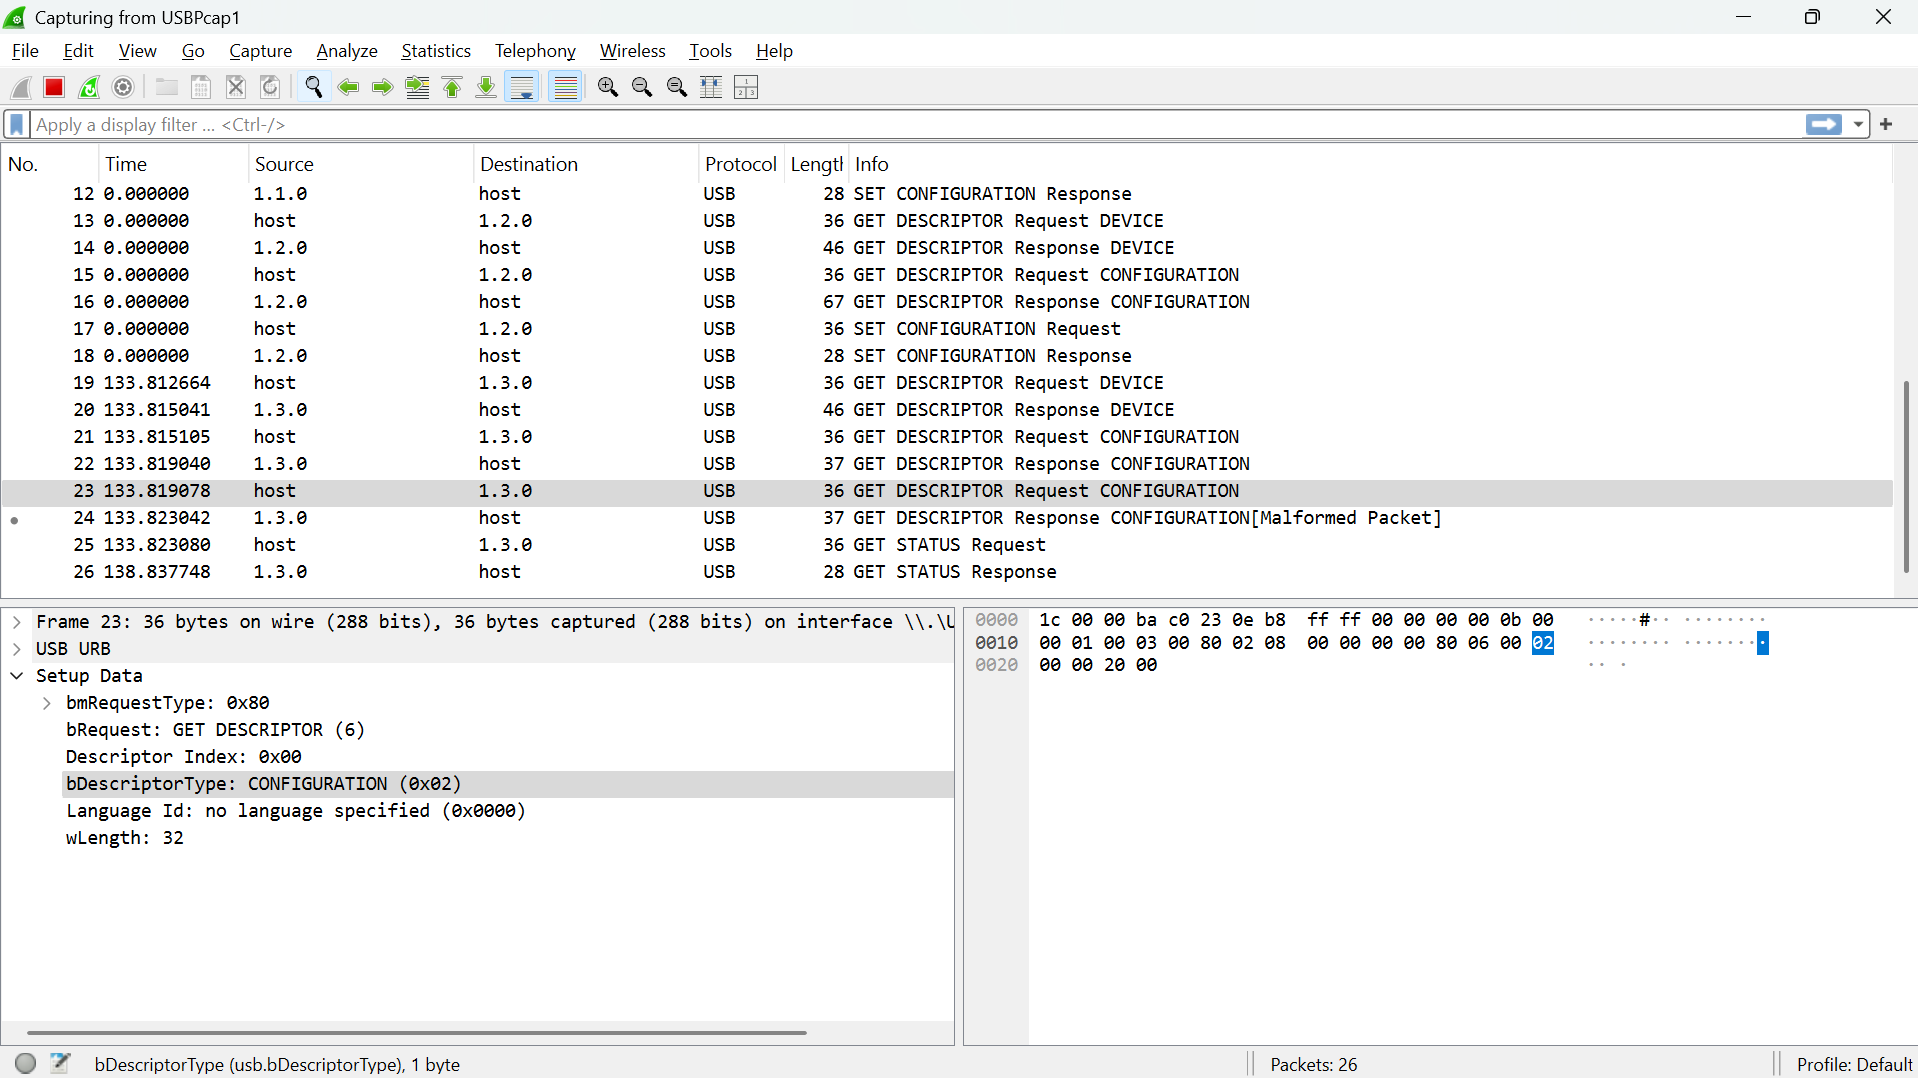 Capturing from USBPcap1
File Edit View Go Capture Analyze Statistics Telephony Wireless Tools Help
Apply a display filter ... <Ctrl-/>
No. Time Source Destination Protocol Length Info
12 0.000000 1.1.0 host USB 28 SET CONFIGURATION Response
13 0.000000 host 1.2.0 USB 36 GET DESCRIPTOR Request DEVICE
14 0.000000 1.2.0 host USB 46 GET DESCRIPTOR Response DEVICE
15 0.000000 host 1.2.0 USB 36 GET DESCRIPTOR Request CONFIGURATION
16 0.000000 1.2.0 host USB 67 GET DESCRIPTOR Response CONFIGURATION
17 0.000000 host 1.2.0 USB 36 SET CONFIGURATION Request
18 0.000000 1.2.0 host USB 28 SET CONFIGURATION Response
19 133.812664 host 1.3.0 USB 36 GET DESCRIPTOR Request DEVICE
20 133.815041 1.3.0 host USB 46 GET DESCRIPTOR Response DEVICE
21 133.815105 host 1.3.0 USB 36 GET DESCRIPTOR Request CONFIGURATION
22 133.819040 1.3.0 host USB 37 GET DESCRIPTOR Response CONFIGURATION
23 133.819078 host 1.3.0 USB 36 GET DESCRIPTOR Request CONFIGURATION
24 133.823042 1.3.0 host USB 37 GET DESCRIPTOR Response CONFIGURATION[Malformed Packet]
25 133.823080 host 1.3.0 USB 36 GET STATUS Request
26 138.837748 1.3.0 host USB 28 GET STATUS Response
Frame 23: 36 bytes on wire (288 bits), 36 bytes captured (288 bits) on interface \\.\U
USB URB
Setup Data
bmRequestType: 0x80
bRequest: GET DESCRIPTOR (6)
Descriptor Index: 0x00
bDescriptorType: CONFIGURATION (0x02)
Language Id: no language specified (0x0000)
wLength: 32
0000 1c 00 00 ba c0 23 0e b8 ff ff 00 00 00 00 0b 00 ·····#·· ········
0010 00 01 00 03 00 80 02 08 00 00 00 00 80 06 00 02 ········ ········
0020 00 00 20 00 ·· ·
bDescriptorType (usb.bDescriptorType), 1 byte
Packets: 26
Profile: Default